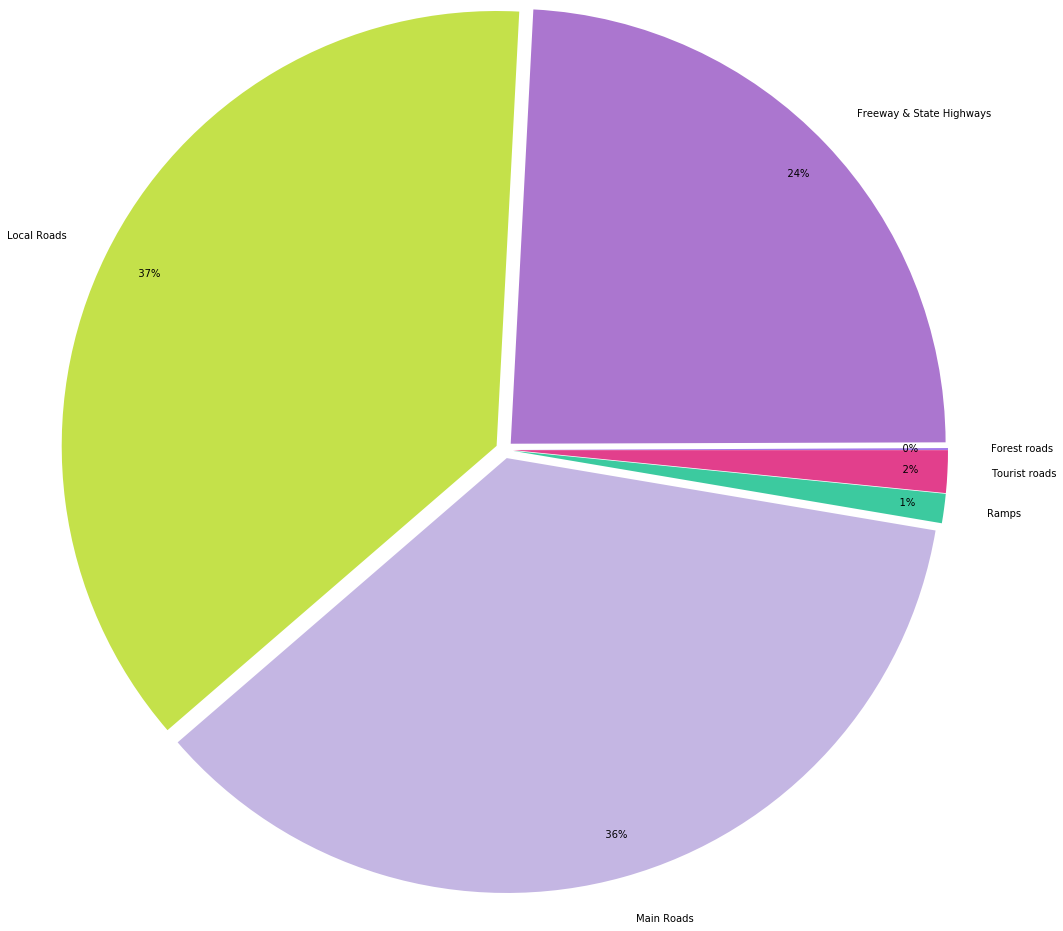 Freeway & State Highways
24%
Local Roads
37%
0%
Forest roads
2%
Tourist roads
1%
Ramps
36%
Main Roads